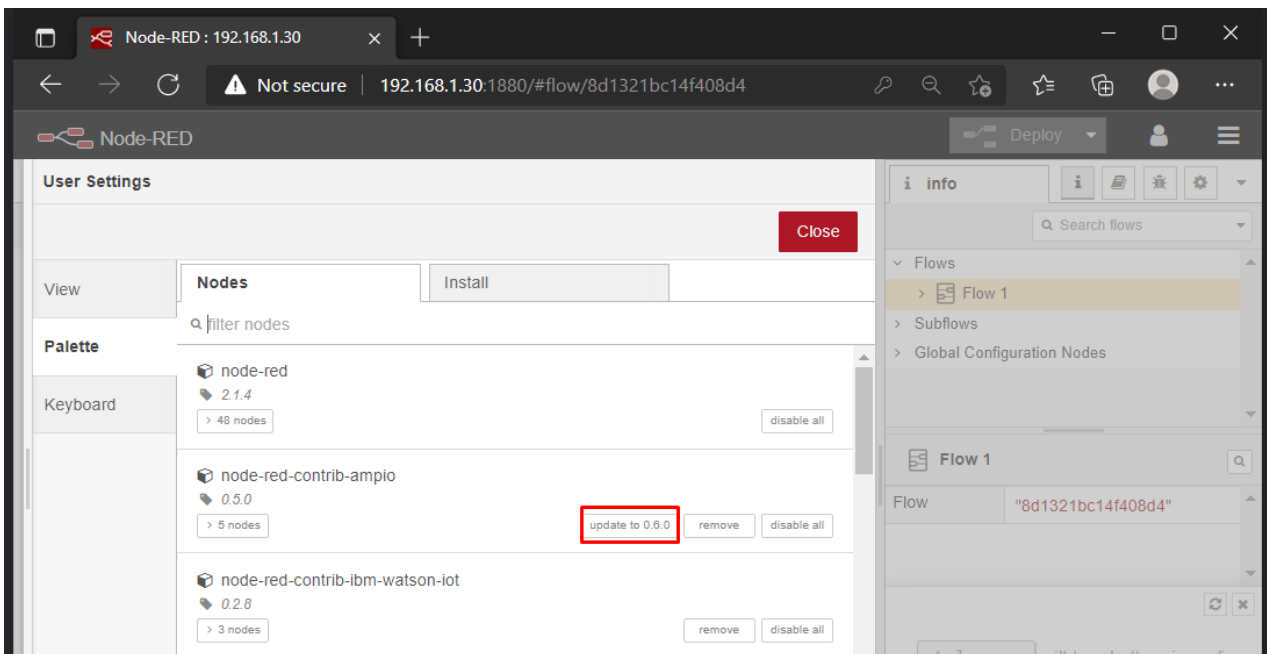 Node-RED : 192.168.1.30
Not secure 192.168.1.30:1880/#flow/8d1321bc14f408d4
Node-RED
Deploy
User Settings
Close
View
Palette
Keyboard
Nodes
Install
filter nodes
node-red
2.1.4
48 nodes
disable all
node-red-contrib-ampio
0.5.0
5 nodes
update to 0.6.0
remove
disable all
node-red-contrib-ibm-watson-iot
0.2.8
3 nodes
remove
disable all
i info
i
Search flows
Flows
Flow 1
Subflows
Global Configuration Nodes
Flow 1
Flow "8d1321bc14f408d4"